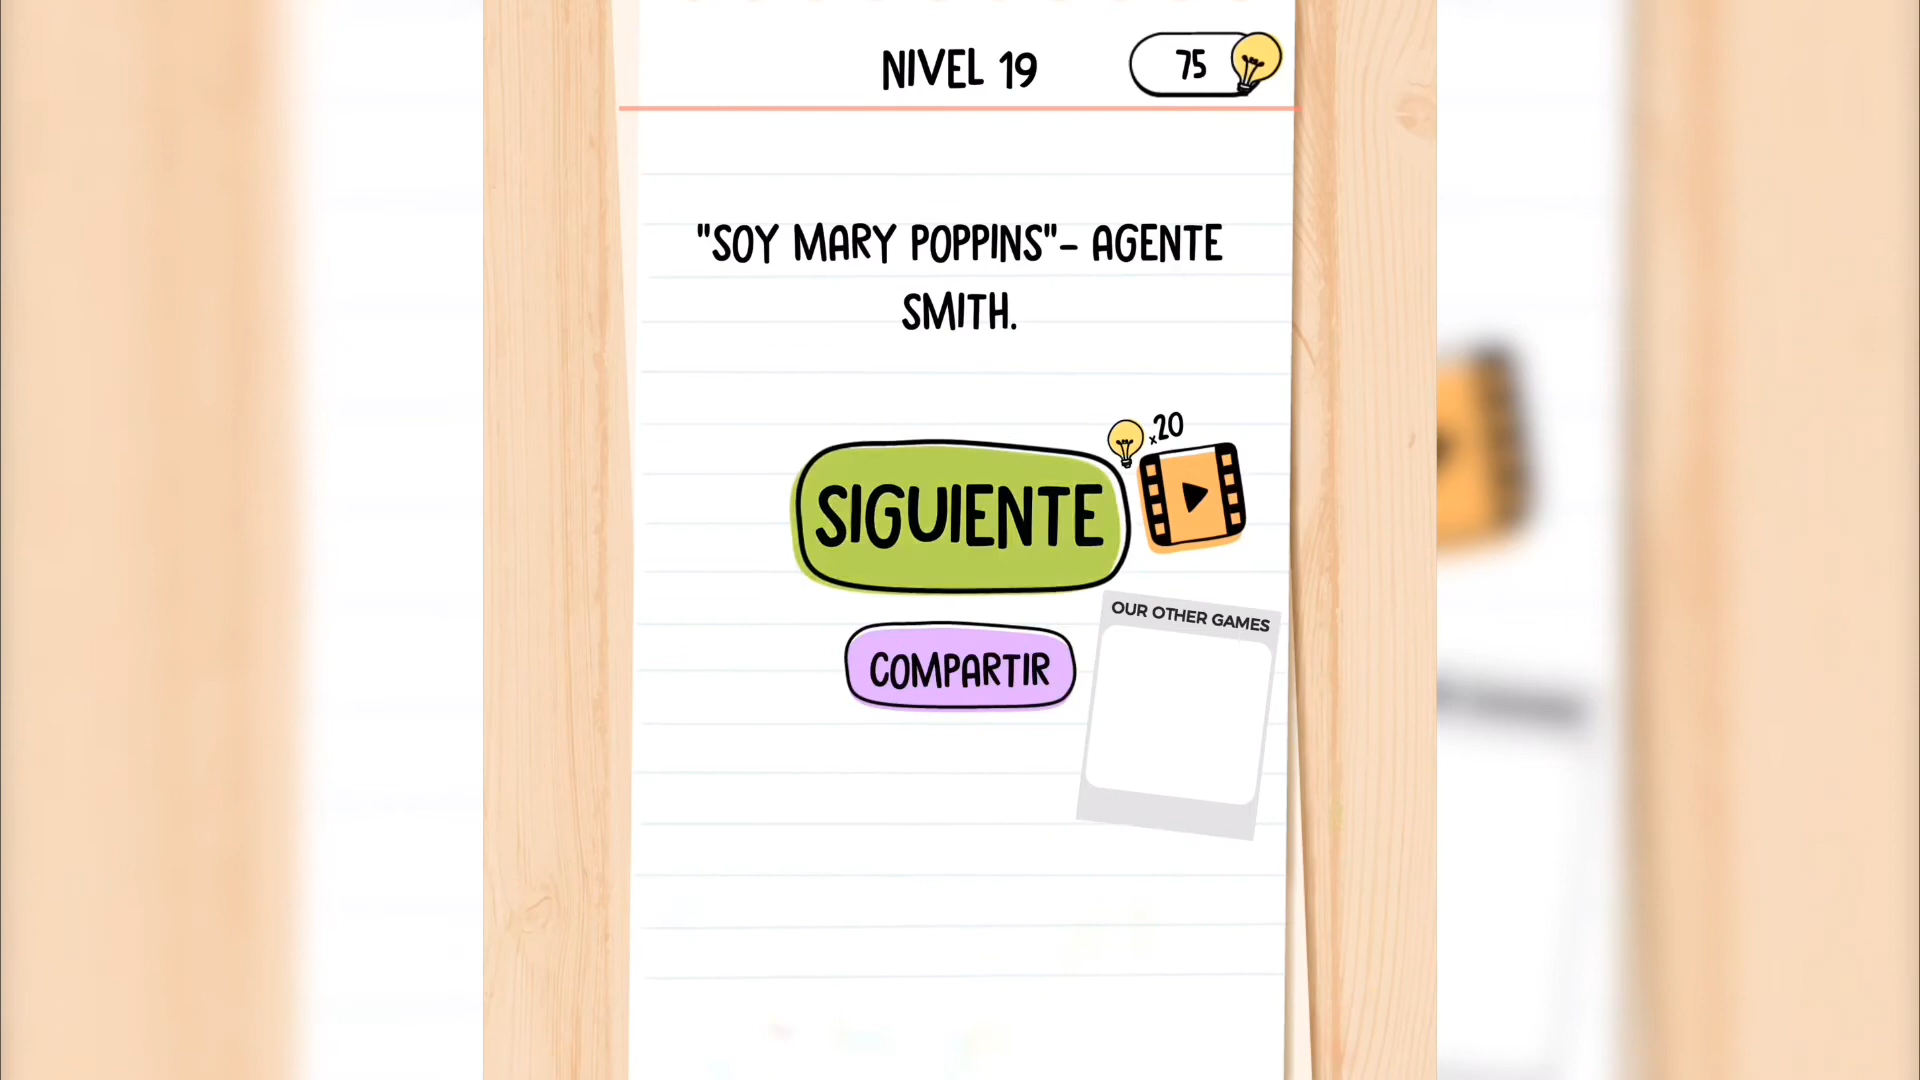 NIVEL 19
75
"SOY MARY POPPINS"- AGENTE
SMITH.
x20
SIGUIENTE
COMPARTIR
OUR OTHER GAMES